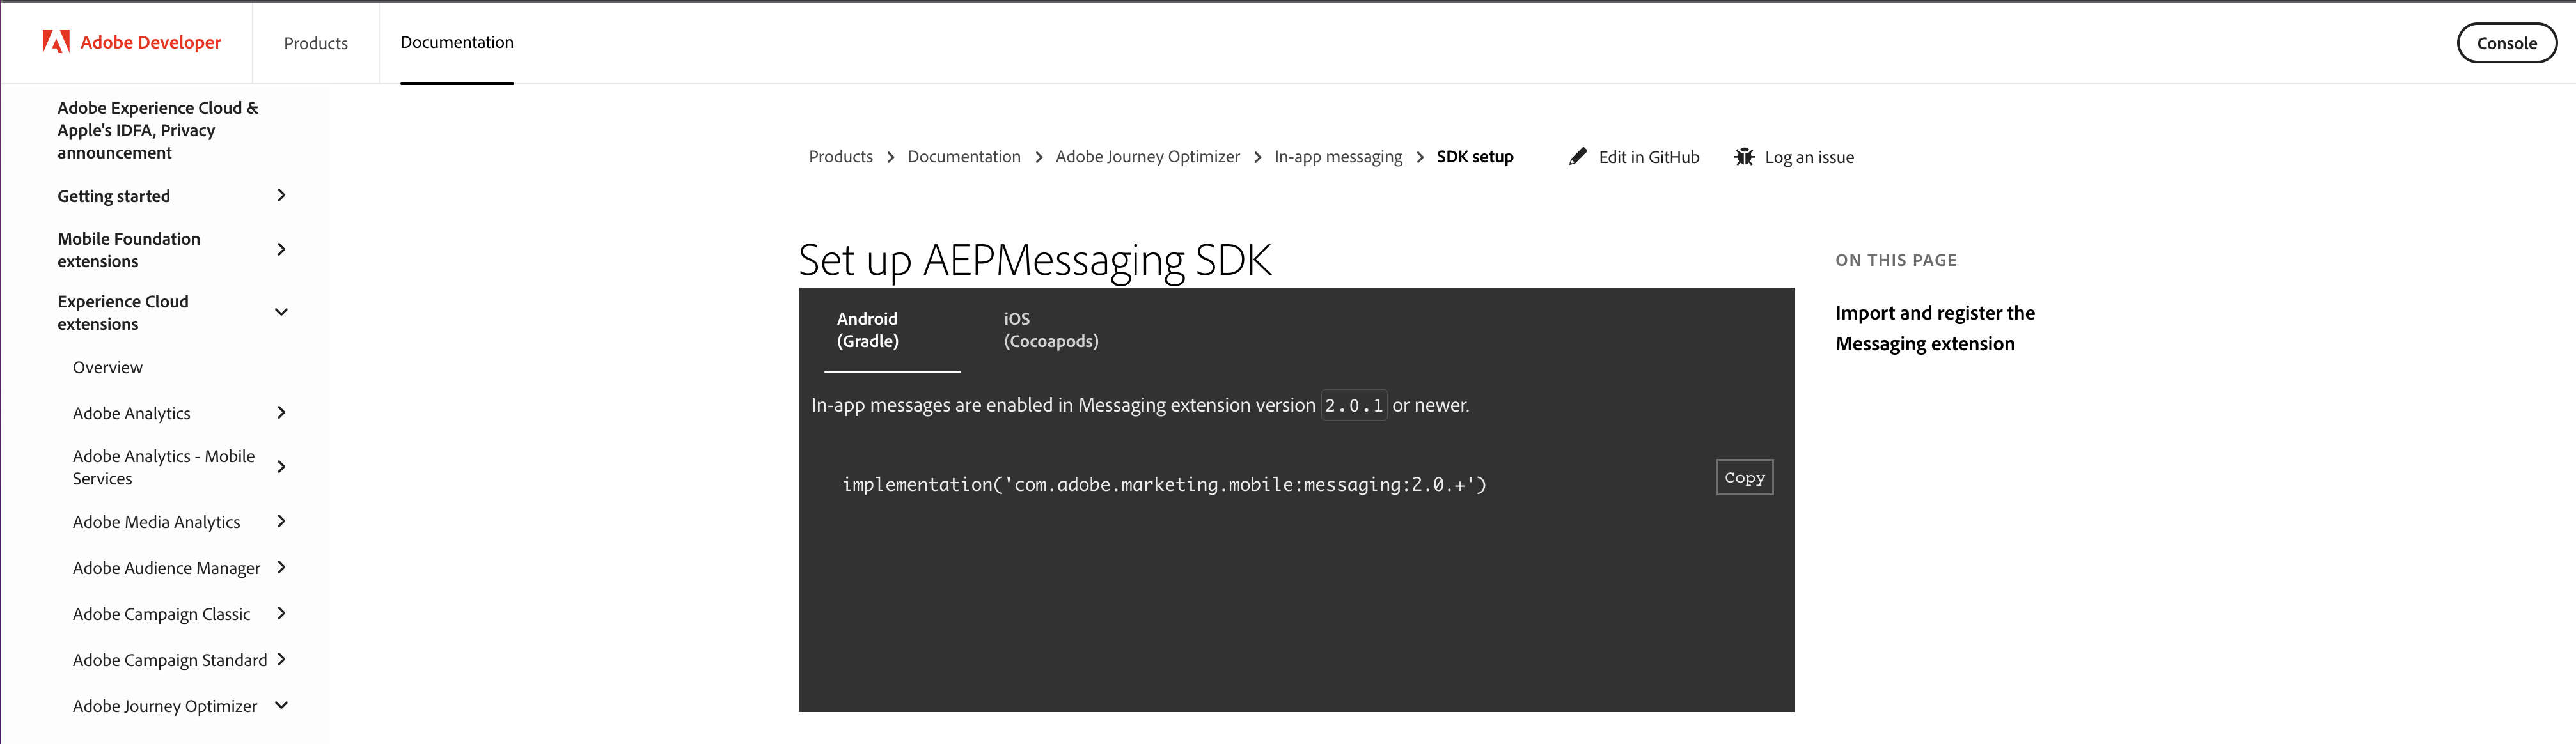 Adobe Developer
Products
Documentation
Console
Adobe Experience Cloud &
Apple's IDFA, Privacy
announcement
Getting started
Mobile Foundation
extensions
Experience Cloud
extensions
Overview
Adobe Analytics
Adobe Analytics - Mobile
Services
Adobe Media Analytics
Adobe Audience Manager
Adobe Campaign Classic
Adobe Campaign Standard
Adobe Journey Optimizer
Products > Documentation > Adobe Journey Optimizer > In-app messaging > SDK setup
Edit in GitHub
Log an issue
Set up AEPMessaging SDK
Android
(Gradle)
iOS
(Cocoapods)
In-app messages are enabled in Messaging extension version 2.0.1 or newer.
implementation('com.adobe.marketing.mobile:messaging:2.0.+')
Copy
ON THIS PAGE
Import and register the
Messaging extension